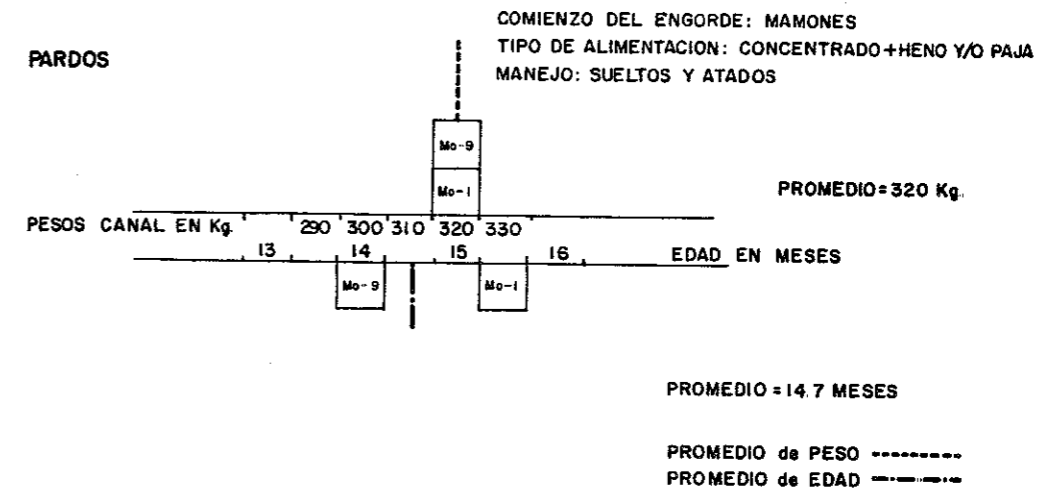 COMIENZO DEL ENGORDE: MAMONES
TIPO DE ALIMENTACION: CONCENTRADO+HENO Y/O PAJA
MANEJO: SUELTOS Y ATADOS
PARDOS
Mo-9
Mo-1
PROMEDIO=320 Kg.
PESOS CANAL EN Kg. 290 300 310 320 330
13 14 15 16 EDAD EN MESES
Mo-9 Mo-1
PROMEDIO=14.7 MESES
PROMEDIO de PESO
PROMEDIO de EDAD